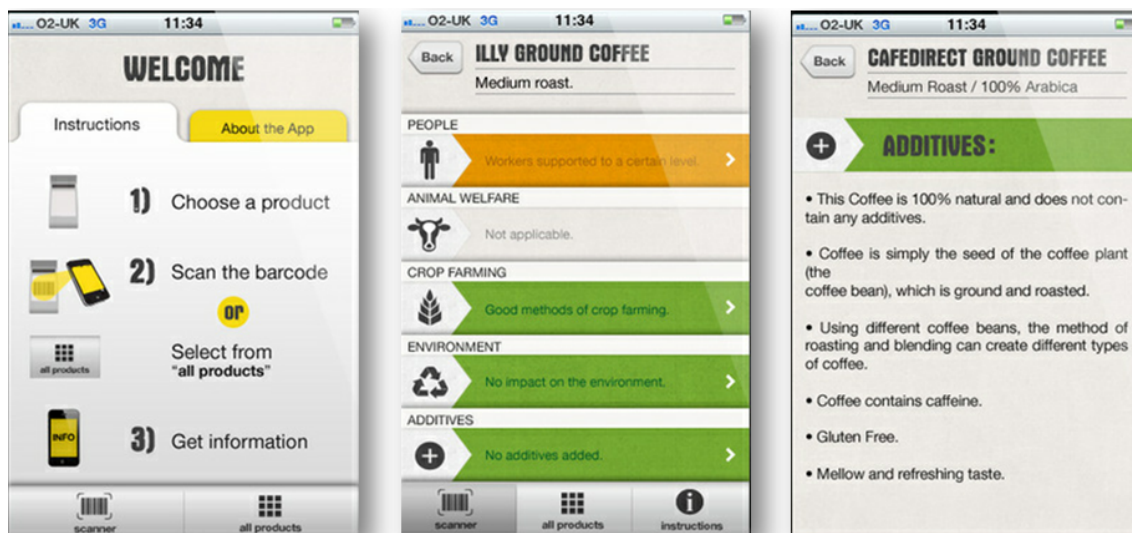 O2-UK 3G 11:34
WELCOME
Instructions
About the App
1) Choose a product
2) Scan the barcode
or
all products
Select from
"all products"
INFO
3) Get information
scanner
all products
O2-UK 3G 11:34
Back
ILLY GROUND COFFEE
Medium roast.
PEOPLE
Workers supported to a certain level.
ANIMAL WELFARE
Not applicable.
CROP FARMING
Good methods of crop farming.
ENVIRONMENT
No impact on the environment.
ADDITIVES
No additives added.
scanner
all products
instructions
O2-UK 3G 11:34
Back
CAFEDIRECT GROUND COFFEE
Medium Roast / 100% Arabica
ADDITIVES:
• This Coffee is 100% natural and does not con-
tain any additives.
• Coffee is simply the seed of the coffee plant
(the
coffee bean), which is ground and roasted.
• Using different coffee beans, the method of
roasting and blending can create different types
of coffee.
• Coffee contains caffeine.
• Gluten Free.
• Mellow and refreshing taste.